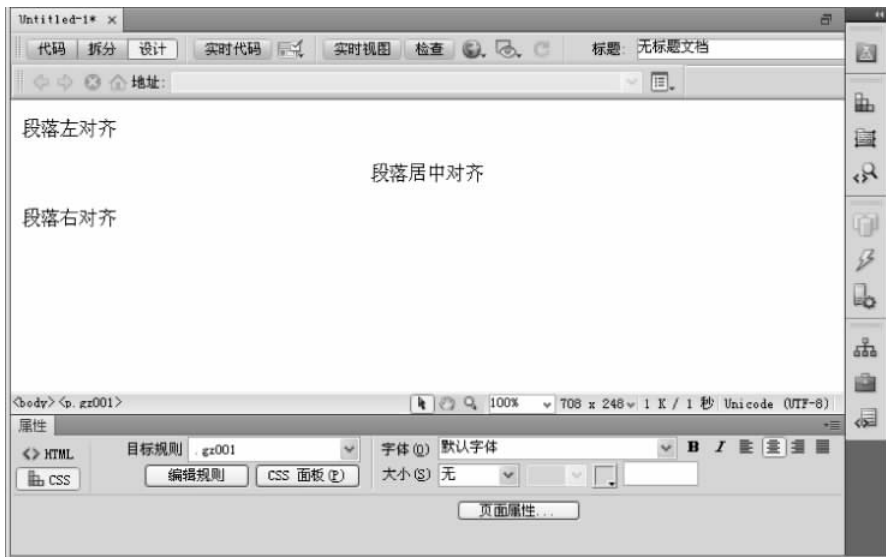 Untitled-1* ×
代码 拆分 设计 实时代码 实时视图 检查 标题: 无标题文档
地址:
段落左对齐
段落居中对齐
段落右对齐
<body> <p.gz001> 100% 708 x 248 1 K / 1 秒 Unicode (UTF-8)
属性
<> HTML 目标规则 .gz001 字体(O) 默认字体 B I
CSS 编辑规则 CSS 面板(P) 大小(S) 无
页面属性...